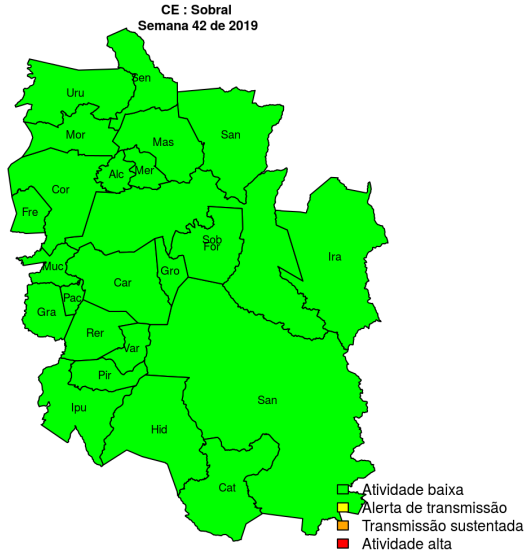 CE : Sobral
Semana 42 de 2019
Sen
Uru
Mor
Mas
San
Alc
Mer
Cor
Fre
Sob
For
Ira
Muc
Gro
Car
Pac
Gra
Rer
Var
Pir
San
Ipu
Hid
Cat
Atividade baixa
Alerta de transmissão
Transmissão sustentada
Atividade alta